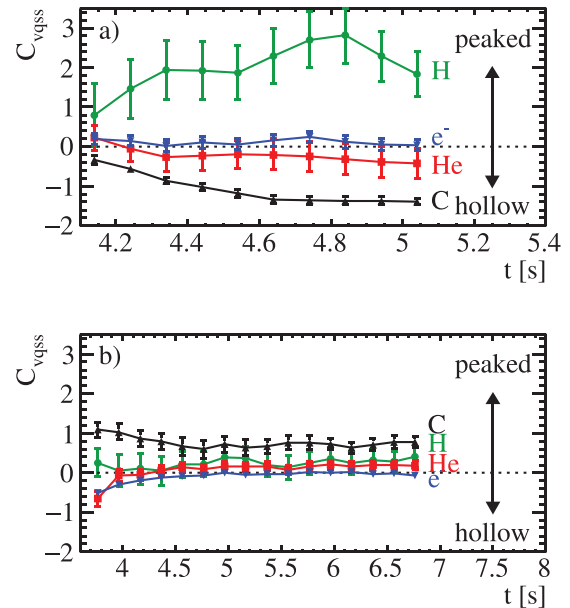 C_vqss
3
2
1
0
−1
−2
a)
peaked
H
e-
He
C
hollow
4.2 4.4 4.6 4.8 5 5.2 5.4
t [s]
C_vqss
3
2
1
0
−1
−2
b)
peaked
C
H
He
e-
hollow
4 4.5 5 5.5 6 6.5 7 7.5 8
t [s]